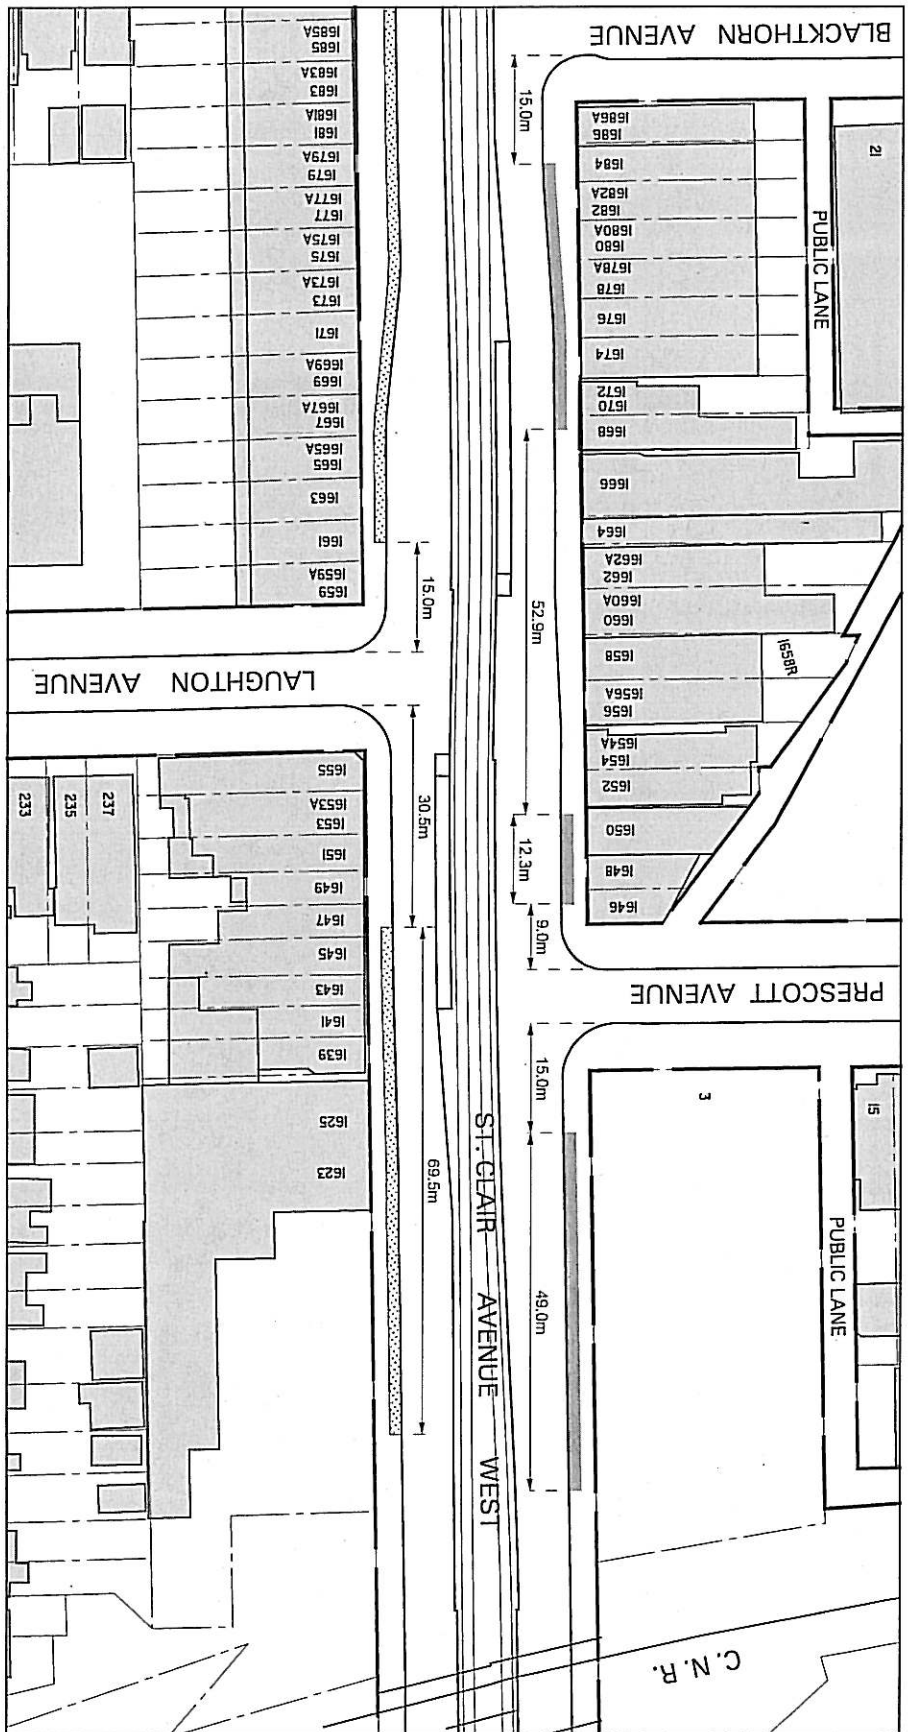 BLACKTHORN AVENUE
15.0m
1686A
1686
1684
1682A
1682
1680A
1680
1678A
1678
1676
1674
1672
1670
1668
1666
1664
1662A
1662
1660A
1660
1658
1658R
1656A
1656
1654A
1654
1652
1650
1648
1646
21
PUBLIC LANE
52.9m
12.3m
9.0m
PRESCOTT AVENUE
15.0m
49.0m
3
15
PUBLIC LANE
C.N.R.
ST. CLAIR AVENUE WEST
1685A
1685
1683A
1683
1681A
1681
1679A
1679
1677A
1677
1675A
1675
1673A
1673
1671
1669A
1669
1667A
1667
1665A
1665
1663
1661
1659A
1659
15.0m
LAUGHTON AVENUE
30.5m
69.5m
1655
1653A
1653
1651
1649
1647
1645
1643
1641
1639
1625
1623
233
235
237